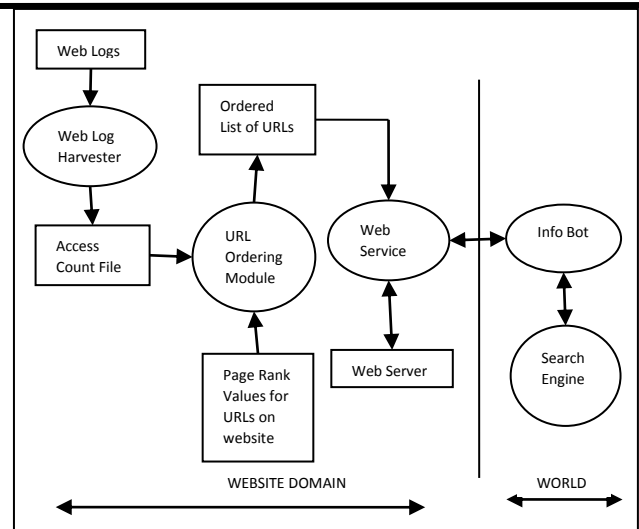 Web Logs
Web Log
Harvester
Access
Count File
Ordered
List of URLs
URL
Ordering
Module
Page Rank
Values for
URLs on
website
Web
Service
Web Server
Info Bot
Search
Engine
WEBSITE DOMAIN
WORLD